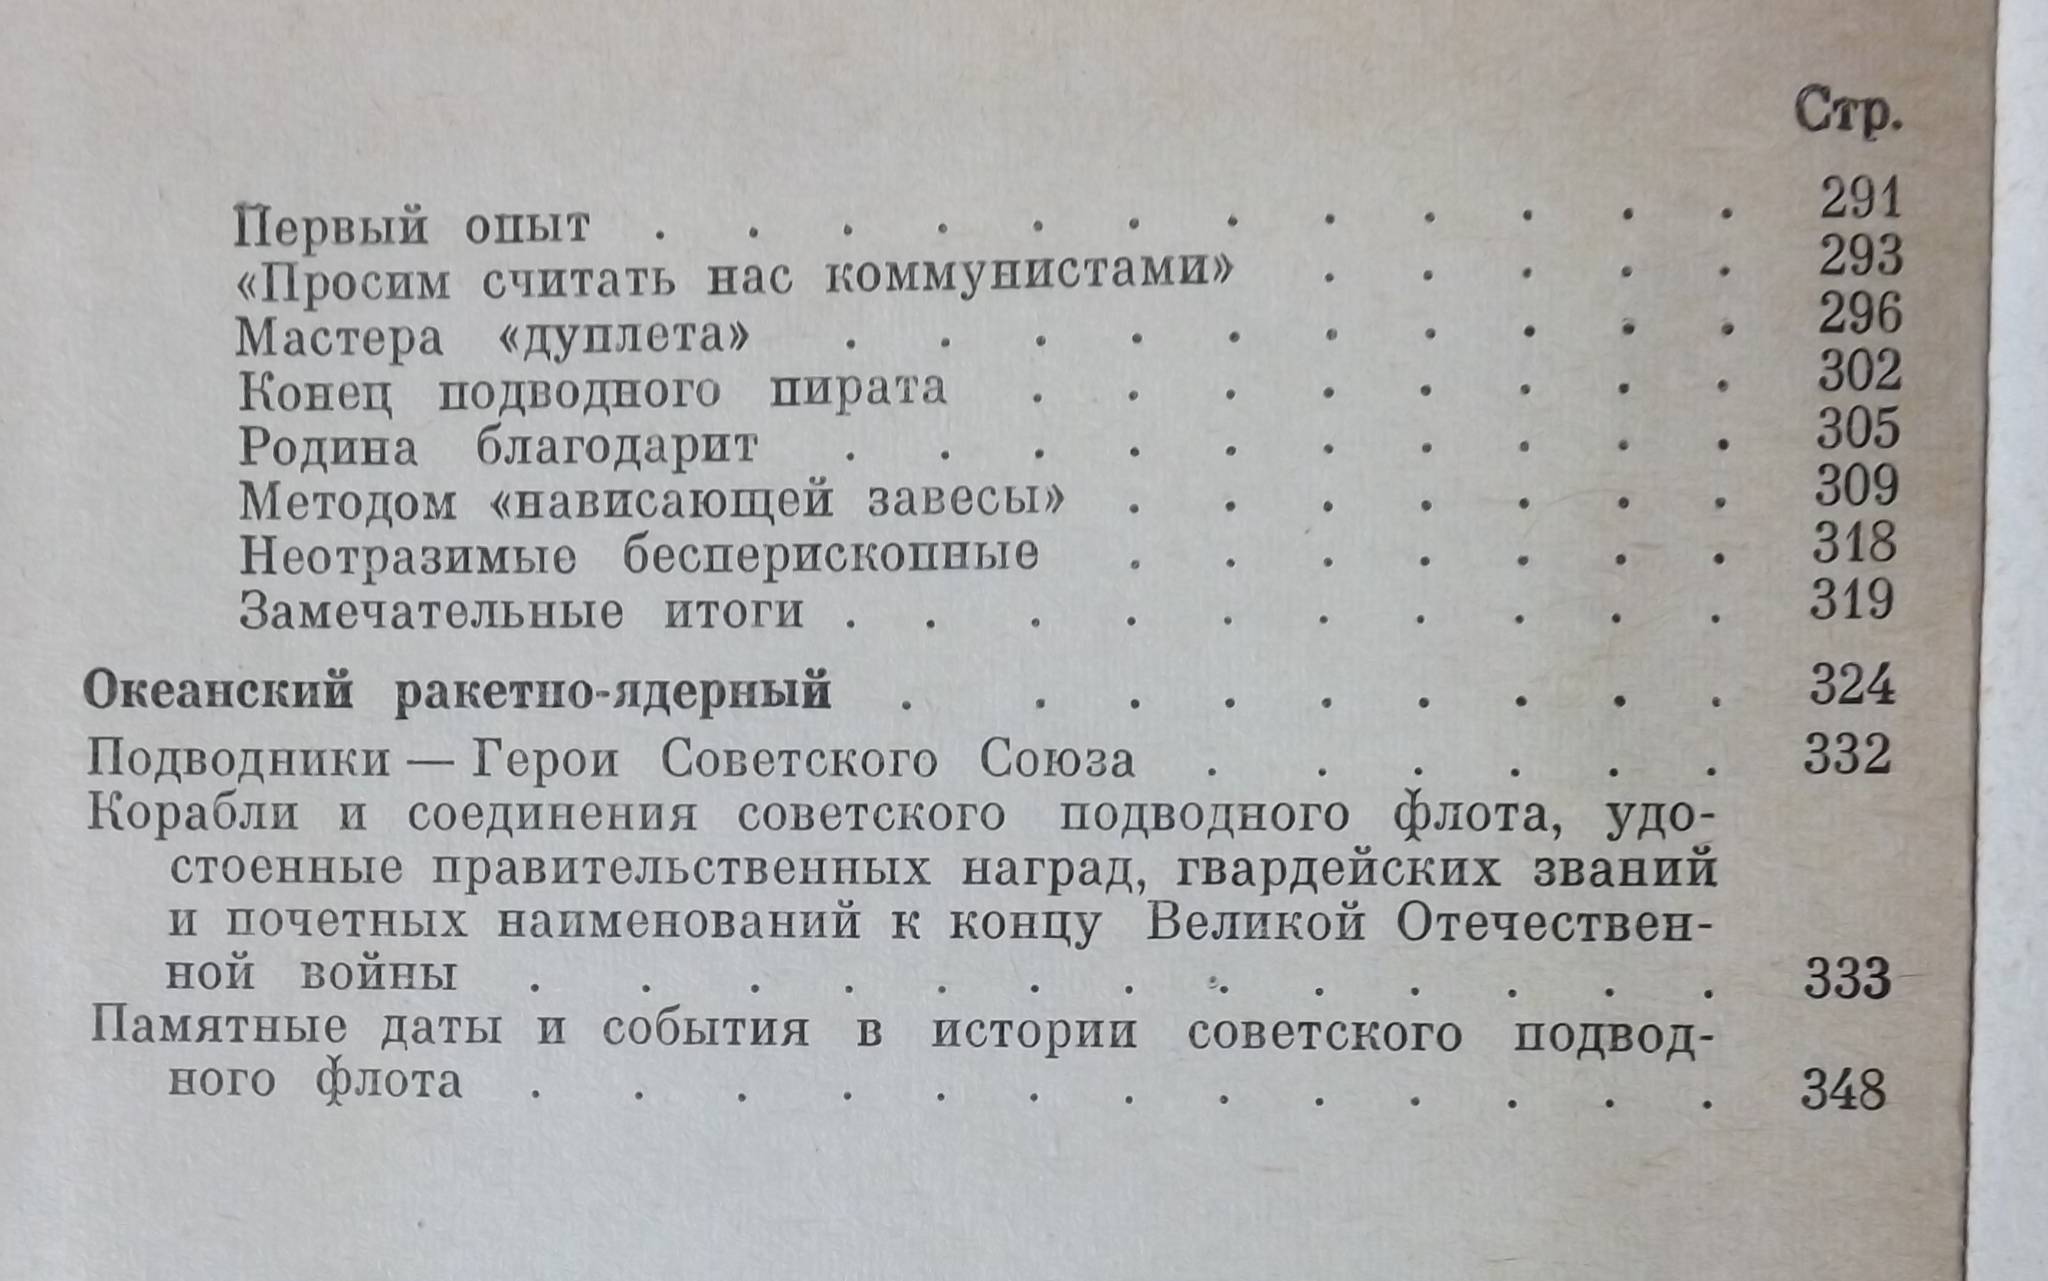 Стр.
Первый опыт . . . . . . . . . . . . 291
«Просим считать нас коммунистами» . . . . . 293
Мастера «дуплета» . . . . . . . . . . 296
Конец подводного пирата . . . . . . . . 302
Родина благодарит . . . . . . . . . . 305
Методом «нависающей завесы» . . . . . . . 309
Неотразимые бесперископные . . . . . . . 318
Замечательные итоги . . . . . . . . . . 319
Океанский ракетно-ядерный . . . . . . . . . 324
Подводники — Герои Советского Союза . . . . . . 332
Корабли и соединения советского подводного флота, удо-
стоенные правительственных наград, гвардейских званий
и почетных наименований к концу Великой Отечествен-
ной войны . . . . . . . . . . . . . 333
Памятные даты и события в истории советского подвод-
ного флота . . . . . . . . . . . . . 348